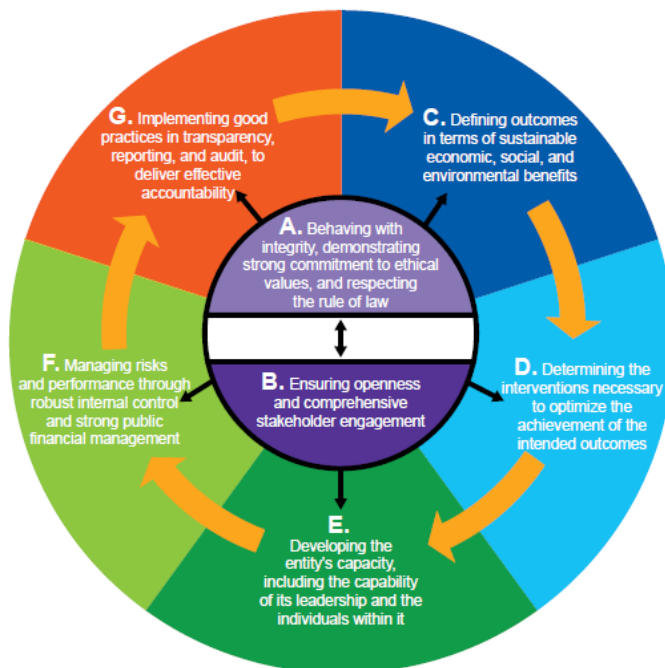 G. Implementing good
practices in transparency,
reporting, and audit, to
deliver effective
accountability
C. Defining outcomes
in terms of sustainable
economic, social, and
environmental benefits
A. Behaving with
integrity, demonstrating
strong commitment to ethical
values, and respecting
the rule of law
F. Managing risks
and performance through
robust internal control
and strong public
financial management
B. Ensuring openness
and comprehensive
stakeholder engagement
D. Determining the
interventions necessary
to optimize the
achievement of the
intended outcomes
E.
Developing the
entity's capacity,
including the capability
of its leadership and the
individuals within it